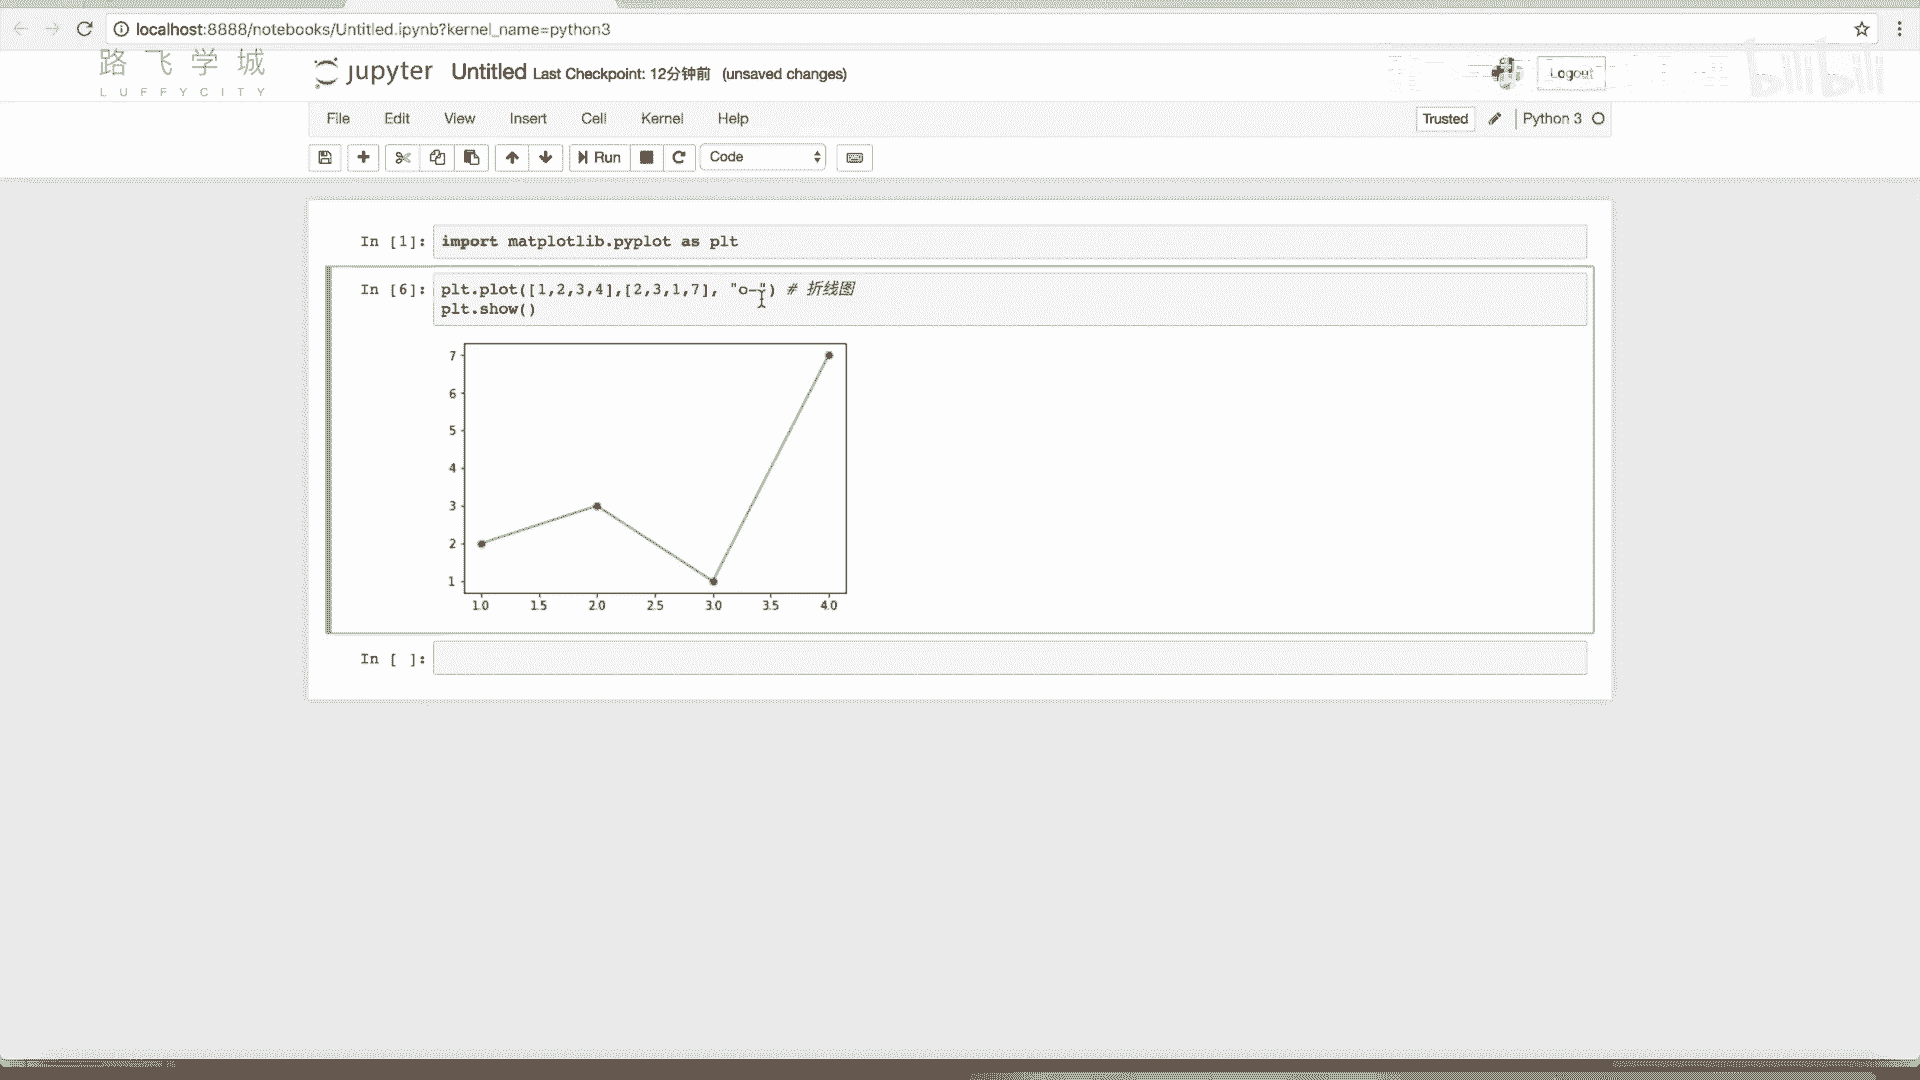 localhost:8888/notebooks/Untitled.ipynb?kernel_name=python3
路飞学城
LUFFYCITY
jupyter Untitled Last Checkpoint: 12分钟前 (unsaved changes)
Logout
bilibili
File Edit View Insert Cell Kernel Help
Trusted Python 3
Run Code
In [1]: import matplotlib.pyplot as plt
In [6]: plt.plot([1,2,3,4],[2,3,1,7], "o-") # 折线图
plt.show()
7
6
5
4
3
2
1
1.0 1.5 2.0 2.5 3.0 3.5 4.0
In [ ]: